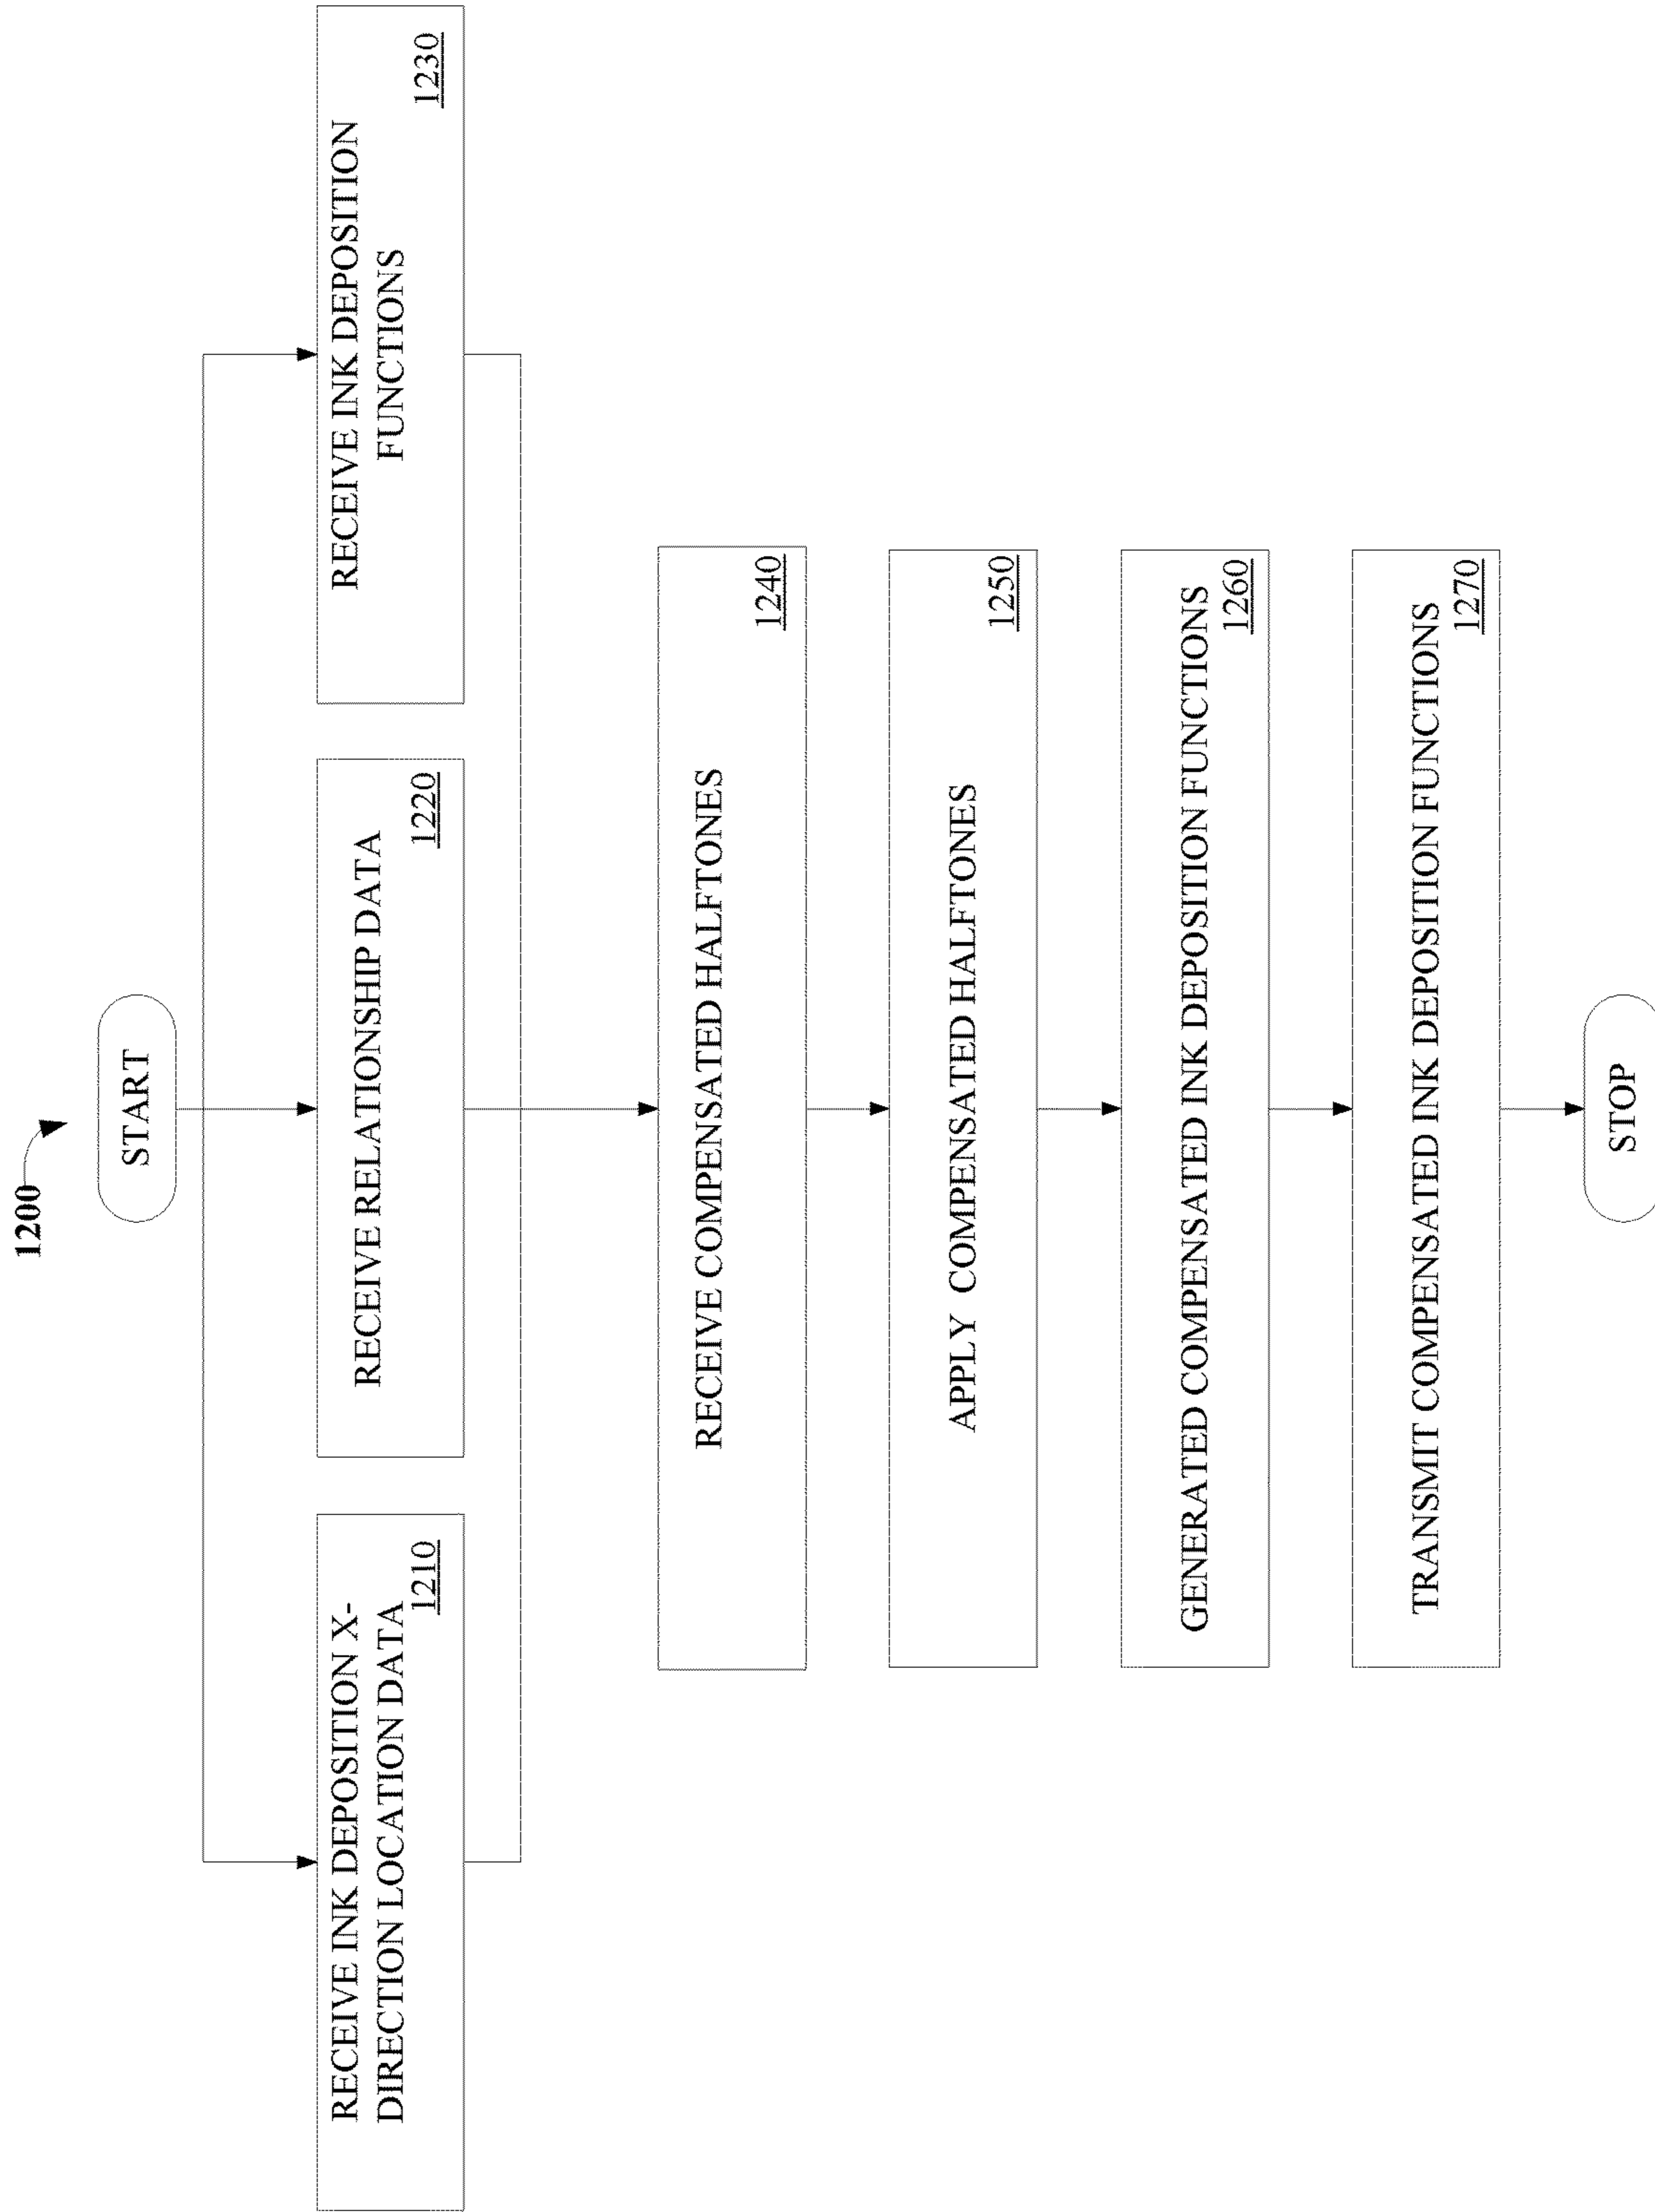 1200
START
RECEIVE INK DEPOSITION X-
DIRECTION LOCATION DATA
1210
RECEIVE RELATIONSHIP DATA
1220
RECEIVE INK DEPOSITION
FUNCTIONS
1230
RECEIVE COMPENSATED HALFTONES
1240
APPLY COMPENSATED HALFTONES
1250
GENERATED COMPENSATED INK DEPOSITION FUNCTIONS
1260
TRANSMIT COMPENSATED INK DEPOSITION FUNCTIONS
1270
STOP